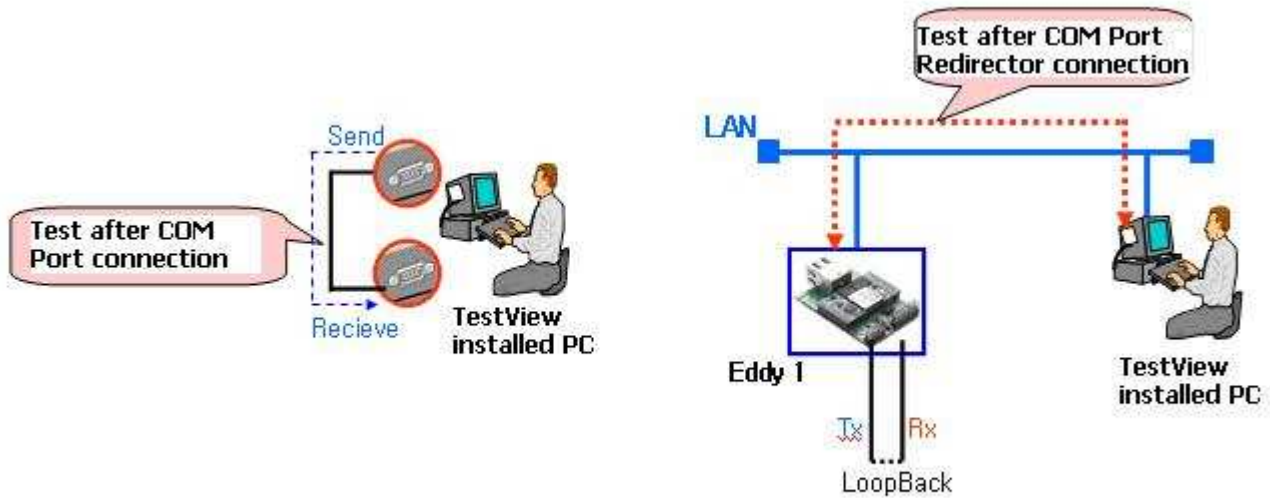 Send
Test after COM
Port connection
Recieve
TestView
installed PC
Test after COM Port
Redirector connection
LAN
Eddy 1
Tx
Rx
LoopBack
TestView
installed PC